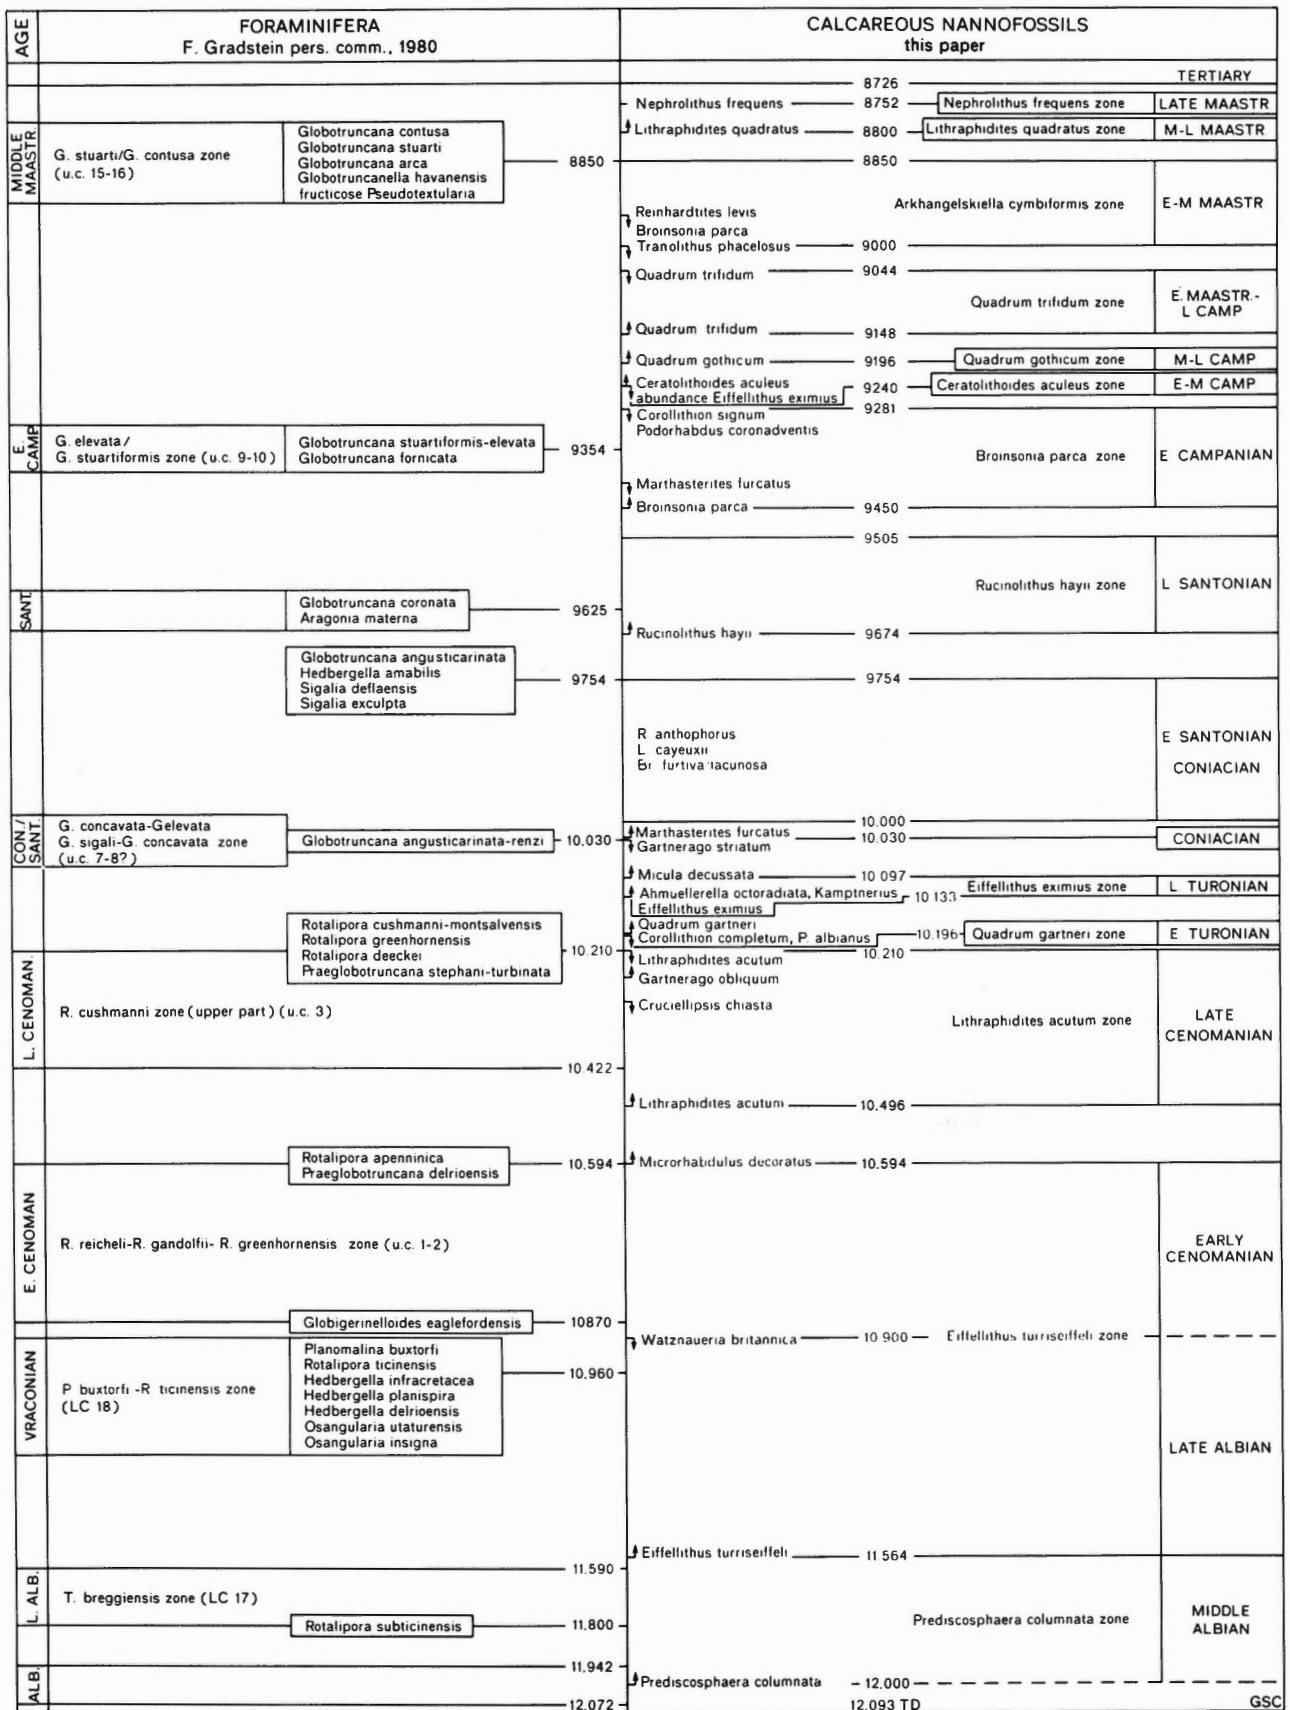 AGE
FORAMINIFERA
F. Gradstein pers. comm., 1980
CALCAREOUS NANNOFOSSILS
this paper
8726
TERTIARY
Nephrolithus frequens
8752
Nephrolithus frequens zone
LATE MAASTR
Lithraphidites quadratus
8800
Lithraphidites quadratus zone
M-L MAASTR
MIDDLE
MAASTR.
G. stuarti/G. contusa zone
(u.c. 15-16)
Globotruncana contusa
Globotruncana stuarti
Globotruncana arca
Globotruncanella havanensis
fructicose Pseudotextularia
8850
8850
Arkhangelskiella cymbiformis zone
E-M MAASTR
Reinhardtites levis
Broinsonia parca
Tranolithus phacelosus
9000
Quadrum trifidum
9044
Quadrum trifidum zone
E. MAASTR.-
L CAMP
Quadrum trifidum
9148
Quadrum gothicum
9196
Quadrum gothicum zone
M-L CAMP
Ceratolithoides aculeus
abundance Eiffellithus eximius
9240
Ceratolithoides aculeus zone
E-M CAMP
9281
Corollithion signum
Podorhabdus coronadventis
E.
CAMP
G. elevata/
G. stuartiformis zone (u.c. 9-10)
Globotruncana stuartiformis-elevata
Globotruncana fornicata
9354
Broinsonia parca zone
E CAMPANIAN
Marthasterites furcatus
Broinsonia parca
9450
9505
Rucinolithus hayii zone
L SANTONIAN
SANT.
Globotruncana coronata
Aragonia materna
9625
Rucinolithus hayii
9674
Globotruncana angusticarinata
Hedbergella amabilis
Sigalia deflaensis
Sigalia exculpta
9754
9754
R anthophorus
L cayeuxii
Br furtiva lacunosa
E SANTONIAN
CONIACIAN
10.000
CON./
SANT.
G. concavata-Gelevata
G. sigali-G. concavata zone
(u.c. 7-8?)
Globotruncana angusticarinata-renzi
10.030
Marthasterites furcatus
Gartnerago striatum
10.030
CONIACIAN
Micula decussata
10 097
Ahmuellerella octoradiata, Kamptnerius
Eiffellithus eximius
10 133
Eiffellithus eximius zone
L TURONIAN
Quadrum gartneri
Corollithion completum, P. albianus
10.196
Quadrum gartneri zone
E TURONIAN
Rotalipora cushmanni-montsalvensis
Rotalipora greenhornensis
Rotalipora deeckei
Praeglobotruncana stephani-turbinata
10.210
10.210
Lithraphidites acutum
Gartnerago obliquum
Cruciellipsis chiasta
L. CENOMAN.
R. cushmanni zone (upper part) (u.c. 3)
Lithraphidites acutum zone
LATE
CENOMANIAN
10.422
Lithraphidites acutum
10.496
Rotalipora apenninica
Praeglobotruncana delrioensis
10.594
Microrhabdulus decoratus
10.594
E. CENOMAN
R. reicheli-R. gandolfii- R. greenhornensis zone (u.c. 1-2)
EARLY
CENOMANIAN
Globigerinelloides eaglefordensis
10870
Watznaueria britannica
10 900
Eiffellithus turriseiffeli zone
VRACONIAN
P buxtorfi -R ticinensis zone
(LC 18)
Planomalina buxtorfi
Rotalipora ticinensis
Hedbergella infracretacea
Hedbergella planispira
Hedbergella delrioensis
Osangularia utaturensis
Osangularia insigna
10.960
LATE ALBIAN
Eiffellithus turriseiffeli
11 564
11.590
L. ALB.
T. breggiensis zone (LC 17)
Rotalipora subticinensis
11.800
Prediscosphaera columnata zone
MIDDLE
ALBIAN
11.942
ALB.
Prediscosphaera columnata
12.000
12.072
12.093 TD
GSC